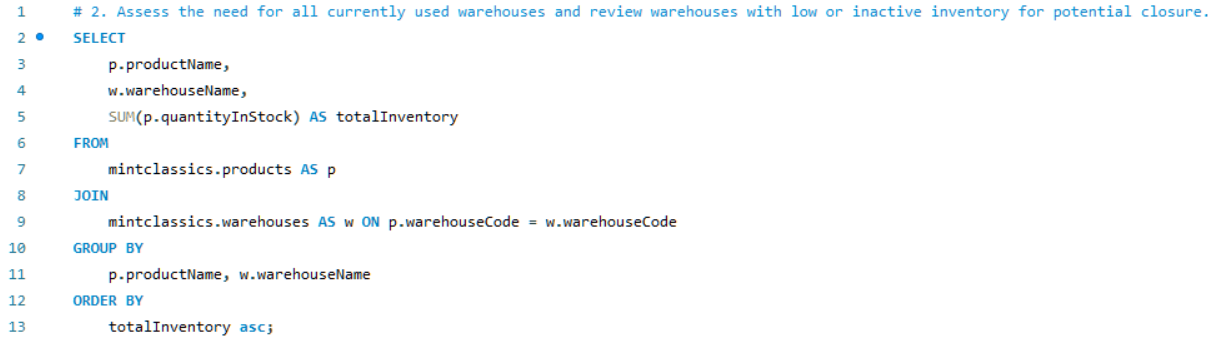 1 # 2. Assess the need for all currently used warehouses and review warehouses with low or inactive inventory for potential closure.
2 SELECT
3 p.productName,
4 w.warehouseName,
5 SUM(p.quantityInStock) AS totalInventory
6 FROM
7 mintclassics.products AS p
8 JOIN
9 mintclassics.warehouses AS w ON p.warehouseCode = w.warehouseCode
10 GROUP BY
11 p.productName, w.warehouseName
12 ORDER BY
13 totalInventory asc;